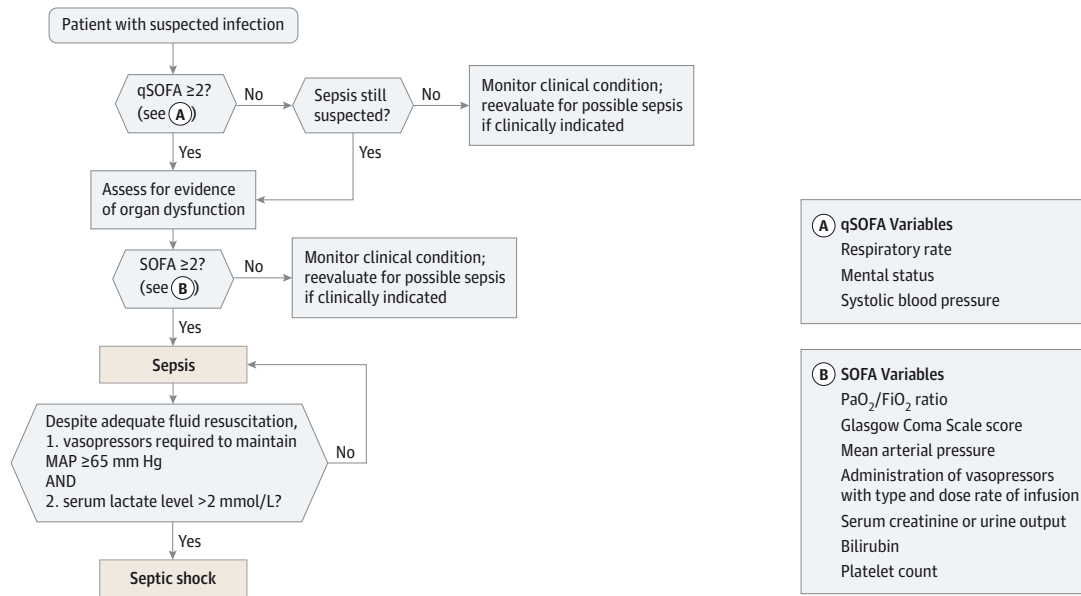 Patient with suspected infection
qSOFA ≥2?
(see A)
No
Sepsis still
suspected?
No
Monitor clinical condition;
reevaluate for possible sepsis
if clinically indicated
Yes
Yes
Assess for evidence
of organ dysfunction
SOFA ≥2?
(see B)
No
Monitor clinical condition;
reevaluate for possible sepsis
if clinically indicated
Yes
Sepsis
Despite adequate fluid resuscitation,
1. vasopressors required to maintain
MAP ≥65 mm Hg
AND
2. serum lactate level >2 mmol/L?
No
Yes
Septic shock
A qSOFA Variables
Respiratory rate
Mental status
Systolic blood pressure
B SOFA Variables
PaO2/FiO2 ratio
Glasgow Coma Scale score
Mean arterial pressure
Administration of vasopressors
with type and dose rate of infusion
Serum creatinine or urine output
Bilirubin
Platelet count